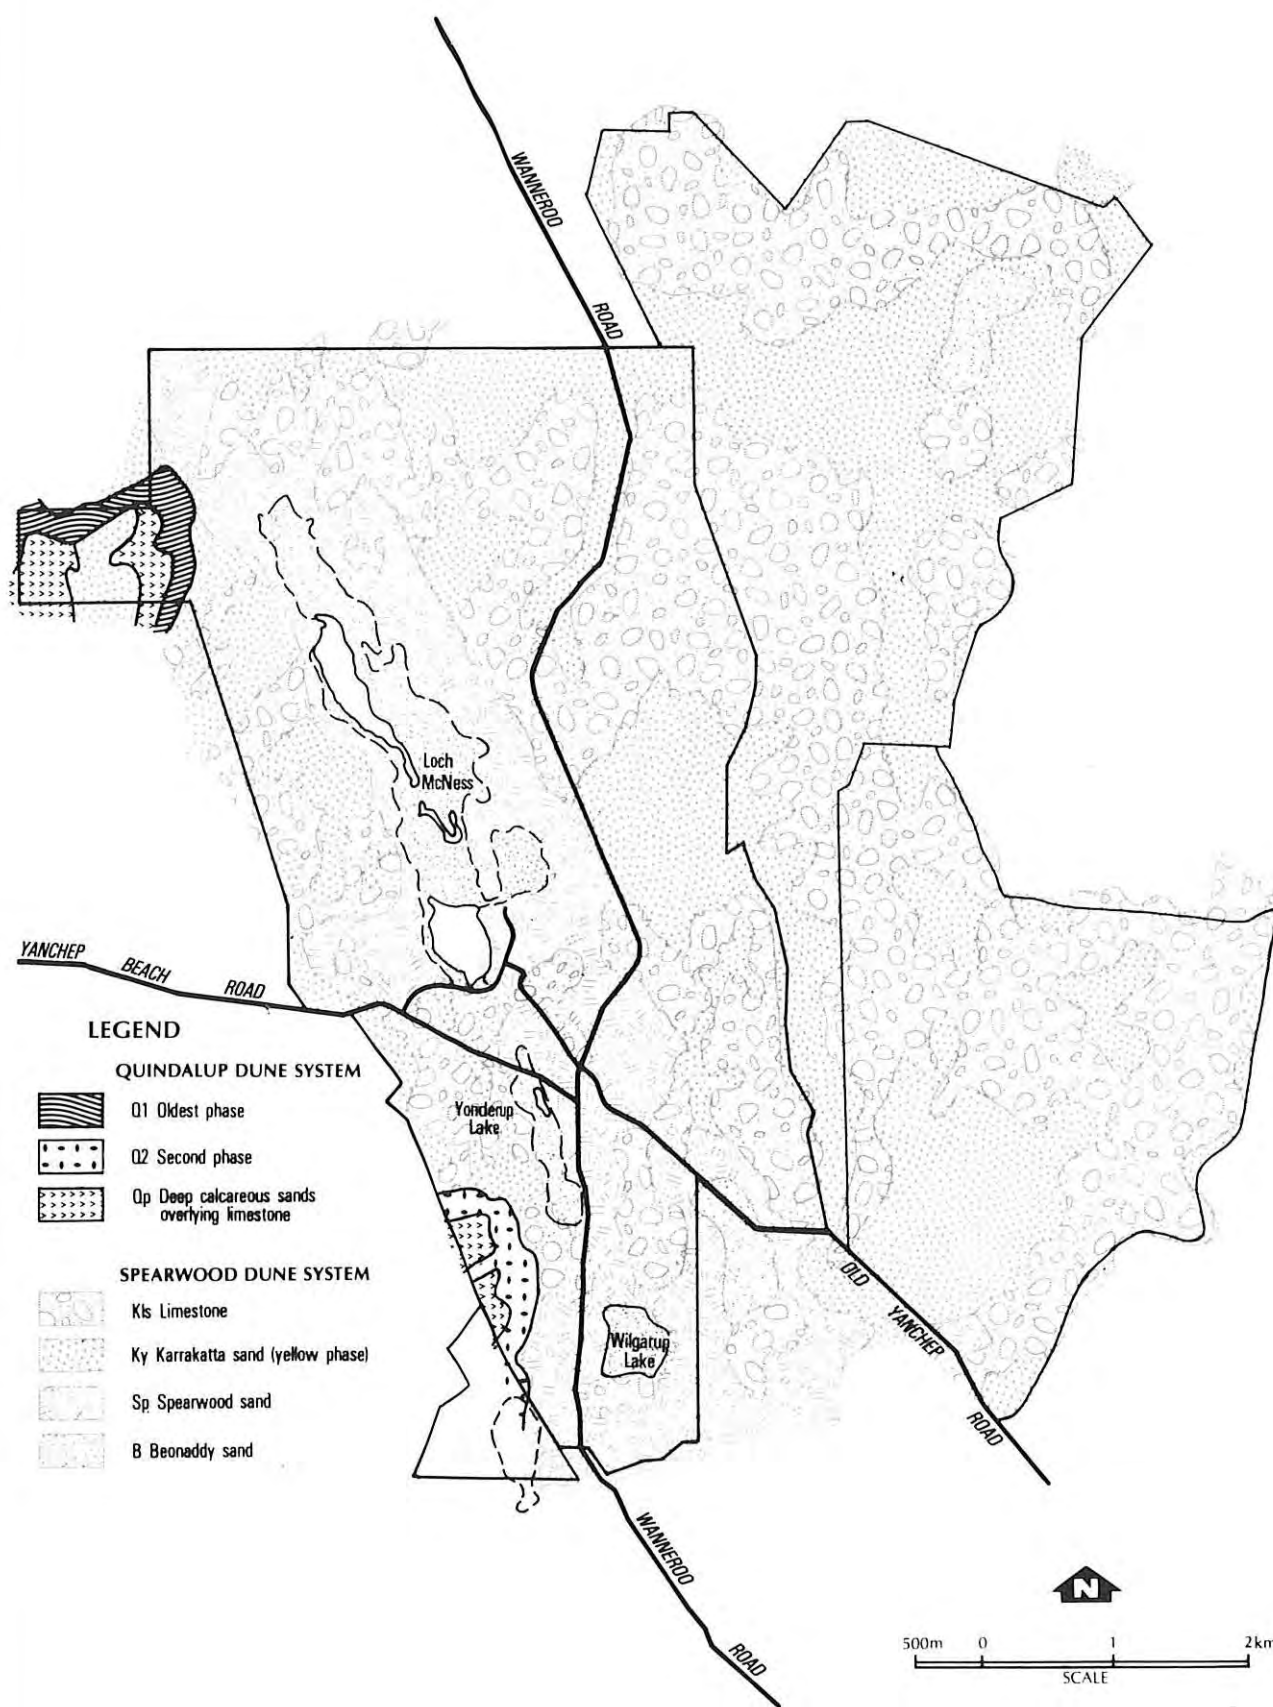 WANNEROO
ROAD
Loch
McNess
YANCHEP
BEACH
ROAD
LEGEND
QUINDALUP DUNE SYSTEM
Q1 Oldest phase
Q2 Second phase
Qp Deep calcareous sands
overlying limestone
SPEARWOOD DUNE SYSTEM
Kls Limestone
Ky Karrakatta sand (yellow phase)
Sp Spearwood sand
B Beonaddy sand
Yonderup
Lake
Wilgarup
Lake
OLD
YANCHEP
ROAD
WANNEROO
ROAD
N
500m 0 1 2km
SCALE